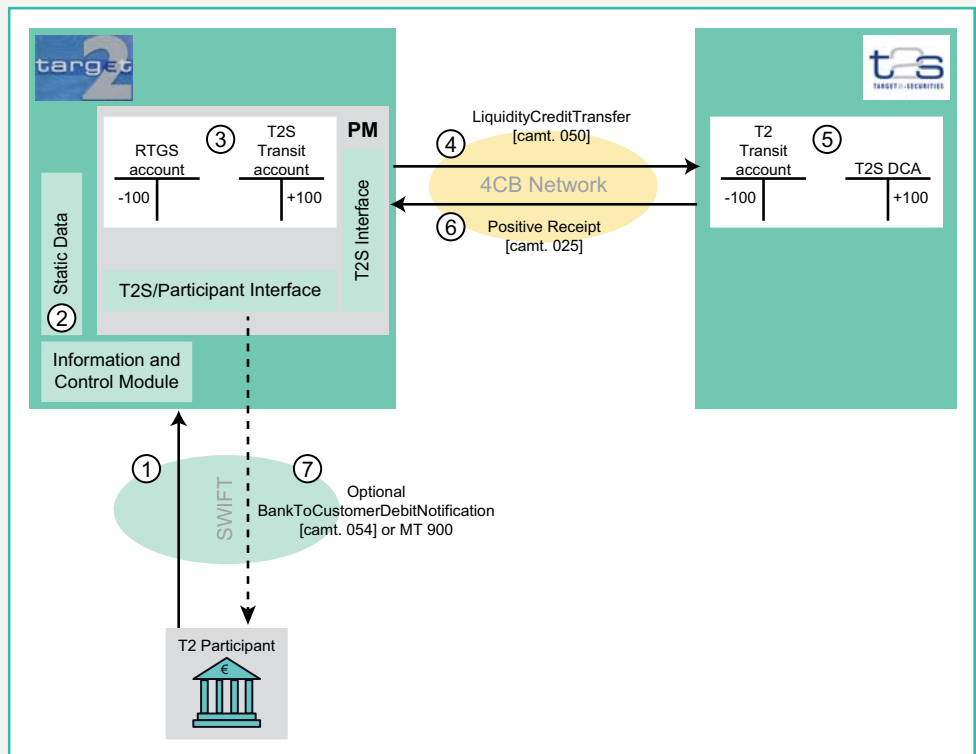 target
2
t2s
TARGET2-SECURITIES
3
RTGS
account
-100
T2S
Transit
account
+100
PM
T2S Interface
Static Data
2
T2S/Participant Interface
Information and
Control Module
LiquidityCreditTransfer
[camt. 050]
4
4CB Network
6
Positive Receipt
[camt. 025]
T2
Transit
account
-100
5
T2S DCA
+100
1
SWIFT
7
Optional
BankToCustomerDebitNotification
[camt. 054] or MT 900
T2 Participant
€